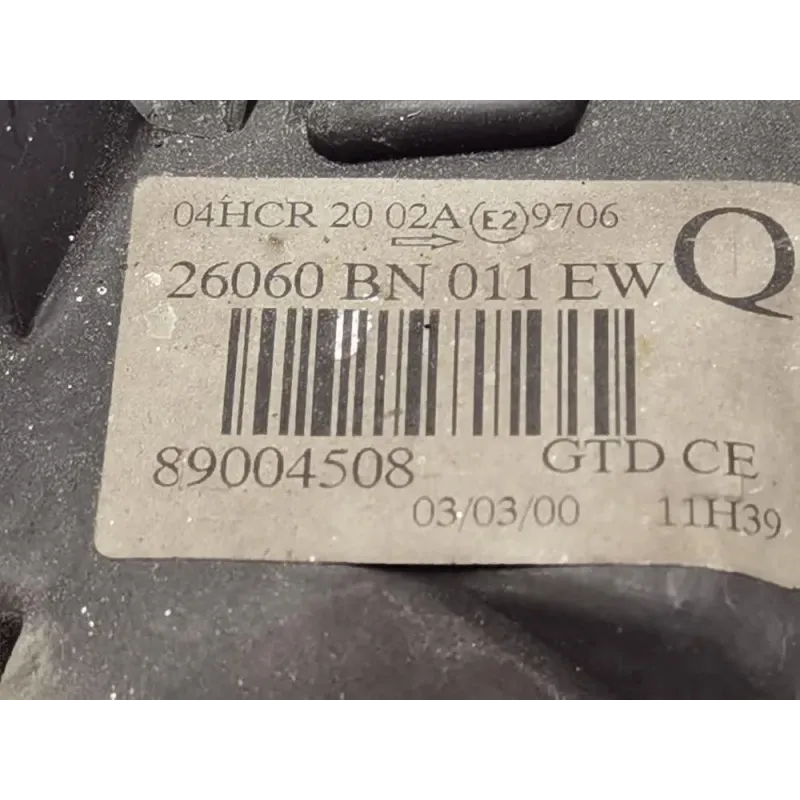 04HCR 20 02A E2 9706
26060 BN 011 EW Q
89004508 GTD CE
03/03/00 11H39